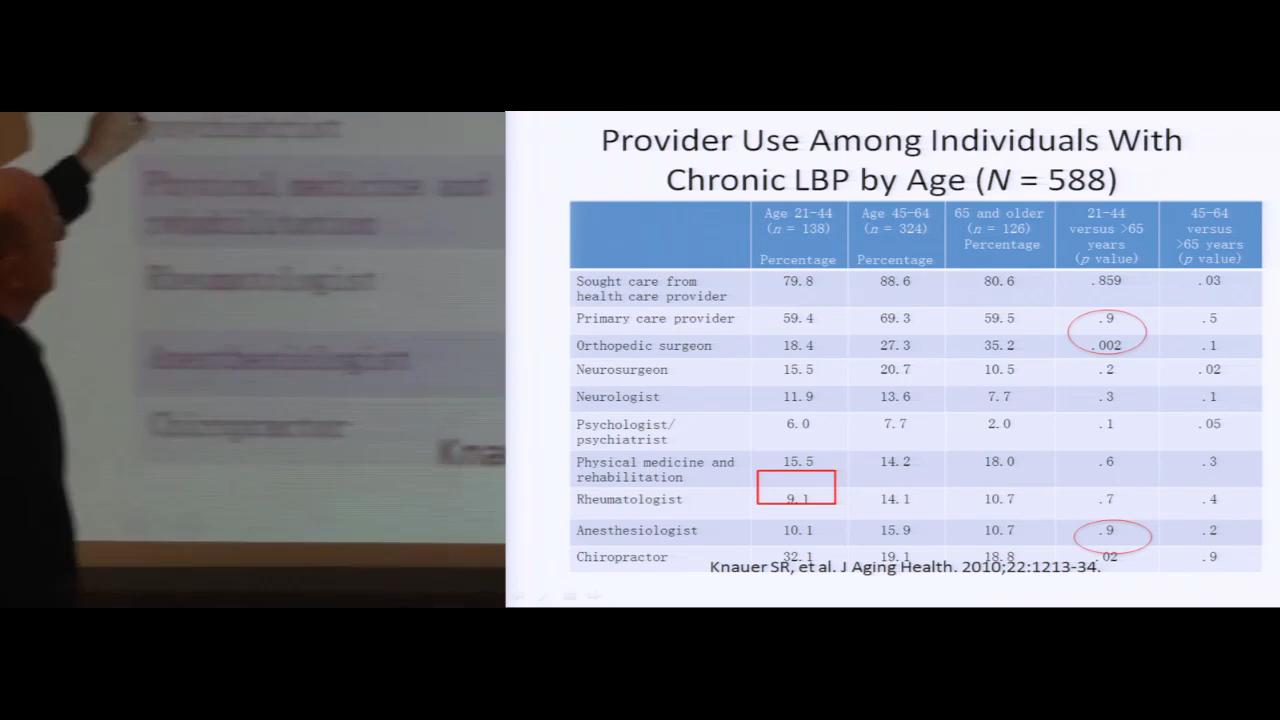 Provider Use Among Individuals With
Chronic LBP by Age (N = 588)
Age 21-44 (n = 138) Percentage
Age 45-64 (n = 324) Percentage
65 and older (n = 126) Percentage
21-44 versus >65 years (p value)
45-64 versus >65 years (p value)
Sought care from health care provider 79.8 88.6 80.6 .859 .03
Primary care provider 59.4 69.3 59.5 .9 .5
Orthopedic surgeon 18.4 27.3 35.2 .002 .1
Neurosurgeon 15.5 20.7 10.5 .2 .02
Neurologist 11.9 13.6 7.7 .3 .1
Psychologist/ psychiatrist 6.0 7.7 2.0 .1 .05
Physical medicine and rehabilitation 15.5 14.2 18.0 .6 .3
Rheumatologist 9.1 14.1 10.7 .7 .4
Anesthesiologist 10.1 15.9 10.7 .9 .2
Chiropractor 32.1 19.1 18.8 .02 .9
Knauer SR, et al. J Aging Health. 2010;22:1213-34.
Rheumatologist
Anesthesiologist
Chiropractor
Knau